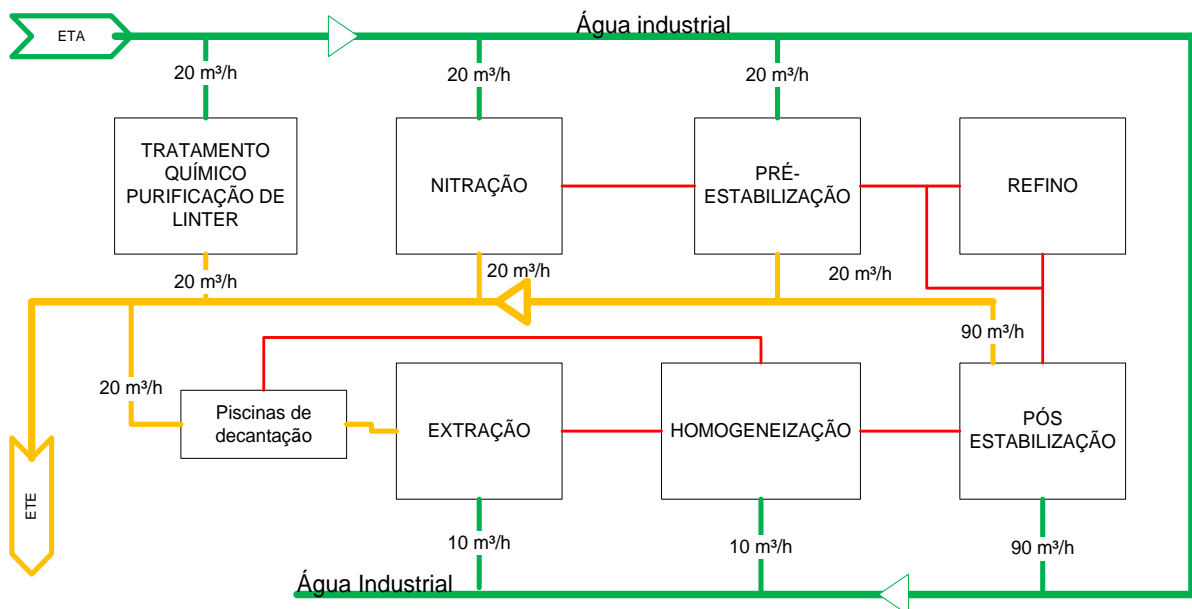 ETA
Água industrial
20 m³/h
20 m³/h
20 m³/h
TRATAMENTO
QUÍMICO
PURIFICAÇÃO DE
LINTER
NITRAÇÃO
PRÉ-
ESTABILIZAÇÃO
REFINO
20 m³/h
20 m³/h
20 m³/h
90 m³/h
20 m³/h
Piscinas de
decantação
EXTRAÇÃO
HOMOGENEIZAÇÃO
PÓS
ESTABILIZAÇÃO
ETE
10 m³/h
10 m³/h
90 m³/h
Água Industrial